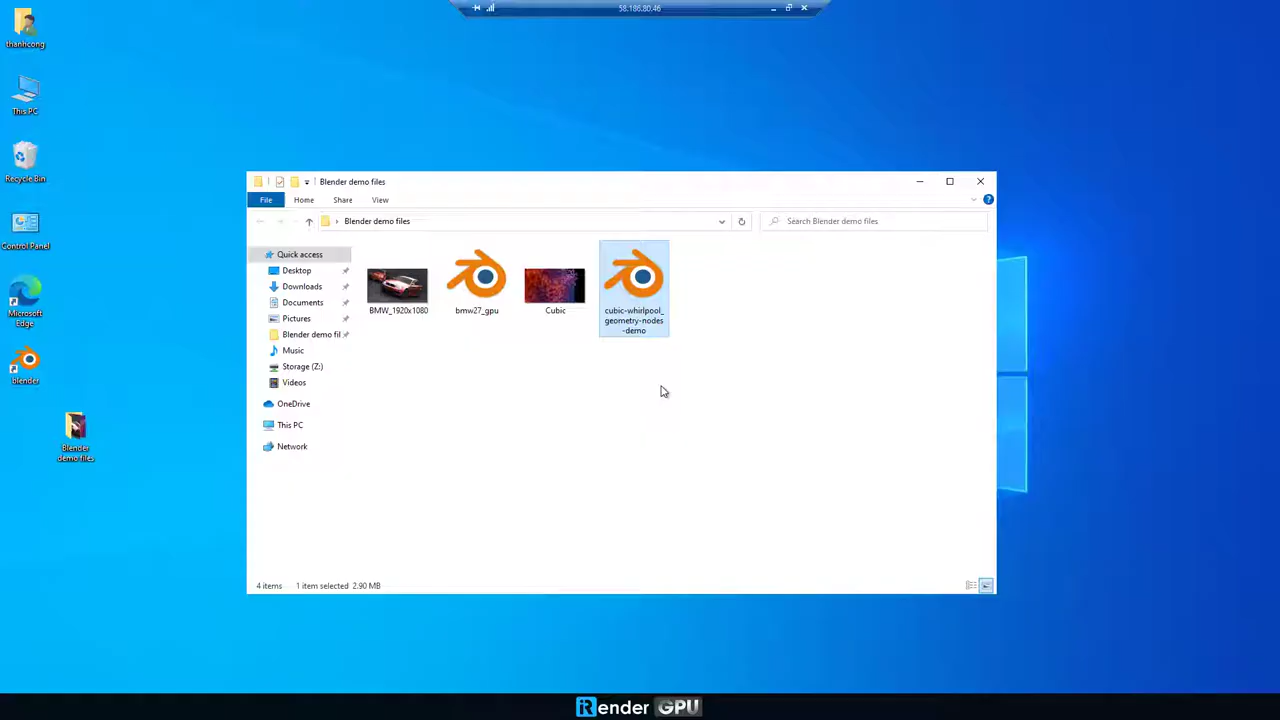 58.186.80.46
thanhcong
This PC
Recycle Bin
Control Panel
Microsoft
Edge
blender
Blender
demo files
Blender demo files
File
Home
Share
View
Blender demo files
Search Blender demo files
Quick access
Desktop
Downloads
Documents
Pictures
Blender demo fil
Music
Storage (Z:)
Videos
OneDrive
This PC
Network
BMW_1920x1080
bmw27_gpu
Cubic
cubic-whirlpool_
geometry-nodes
-demo
4 items
1 item selected 2.90 MB
iRender GPU